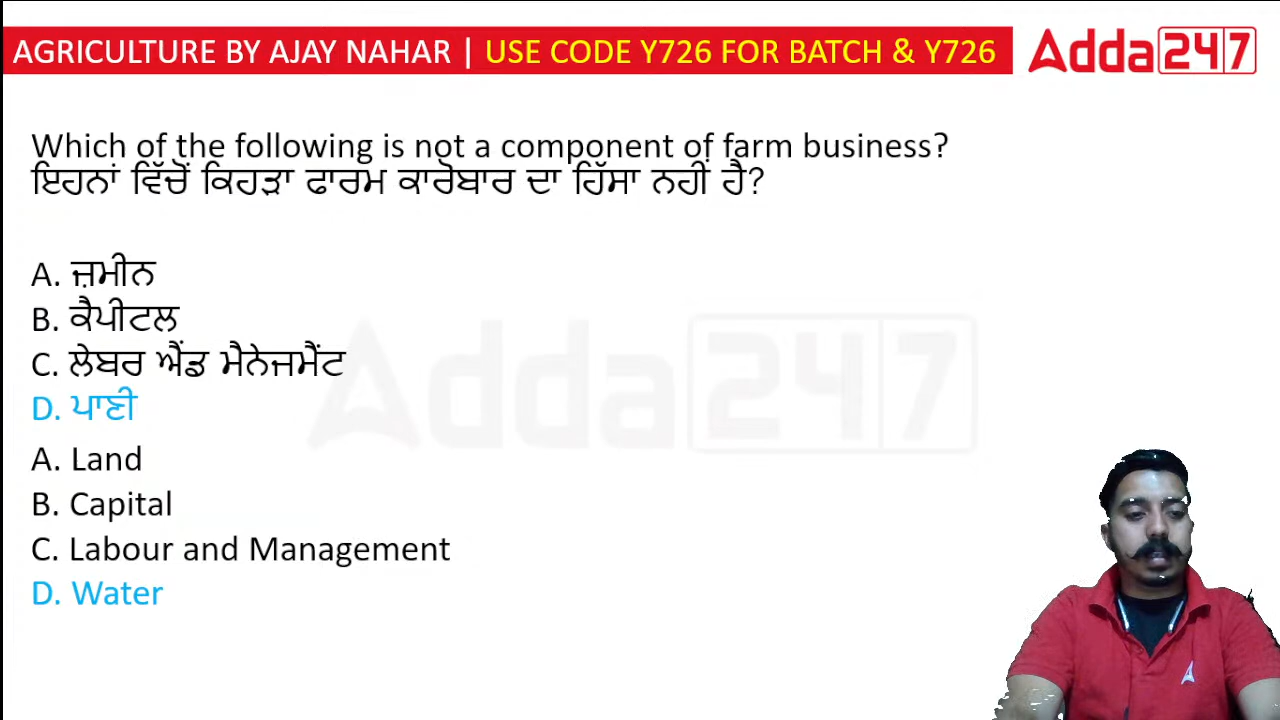 AGRICULTURE BY AJAY NAHAR | USE CODE Y726 FOR BATCH & Y726
Adda247
Which of the following is not a component of farm business?
ਇਹਨਾਂ ਵਿੱਚੋਂ ਕਿਹੜਾ ਫਾਰਮ ਕਾਰੋਬਾਰ ਦਾ ਹਿੱਸਾ ਨਹੀਂ ਹੈ?
A. ਜ਼ਮੀਨ
B. ਕੈਪੀਟਲ
C. ਲੇਬਰ ਐਂਡ ਮੈਨੇਜਮੈਂਟ
D. ਪਾਣੀ
A. Land
B. Capital
C. Labour and Management
D. Water
Adda247